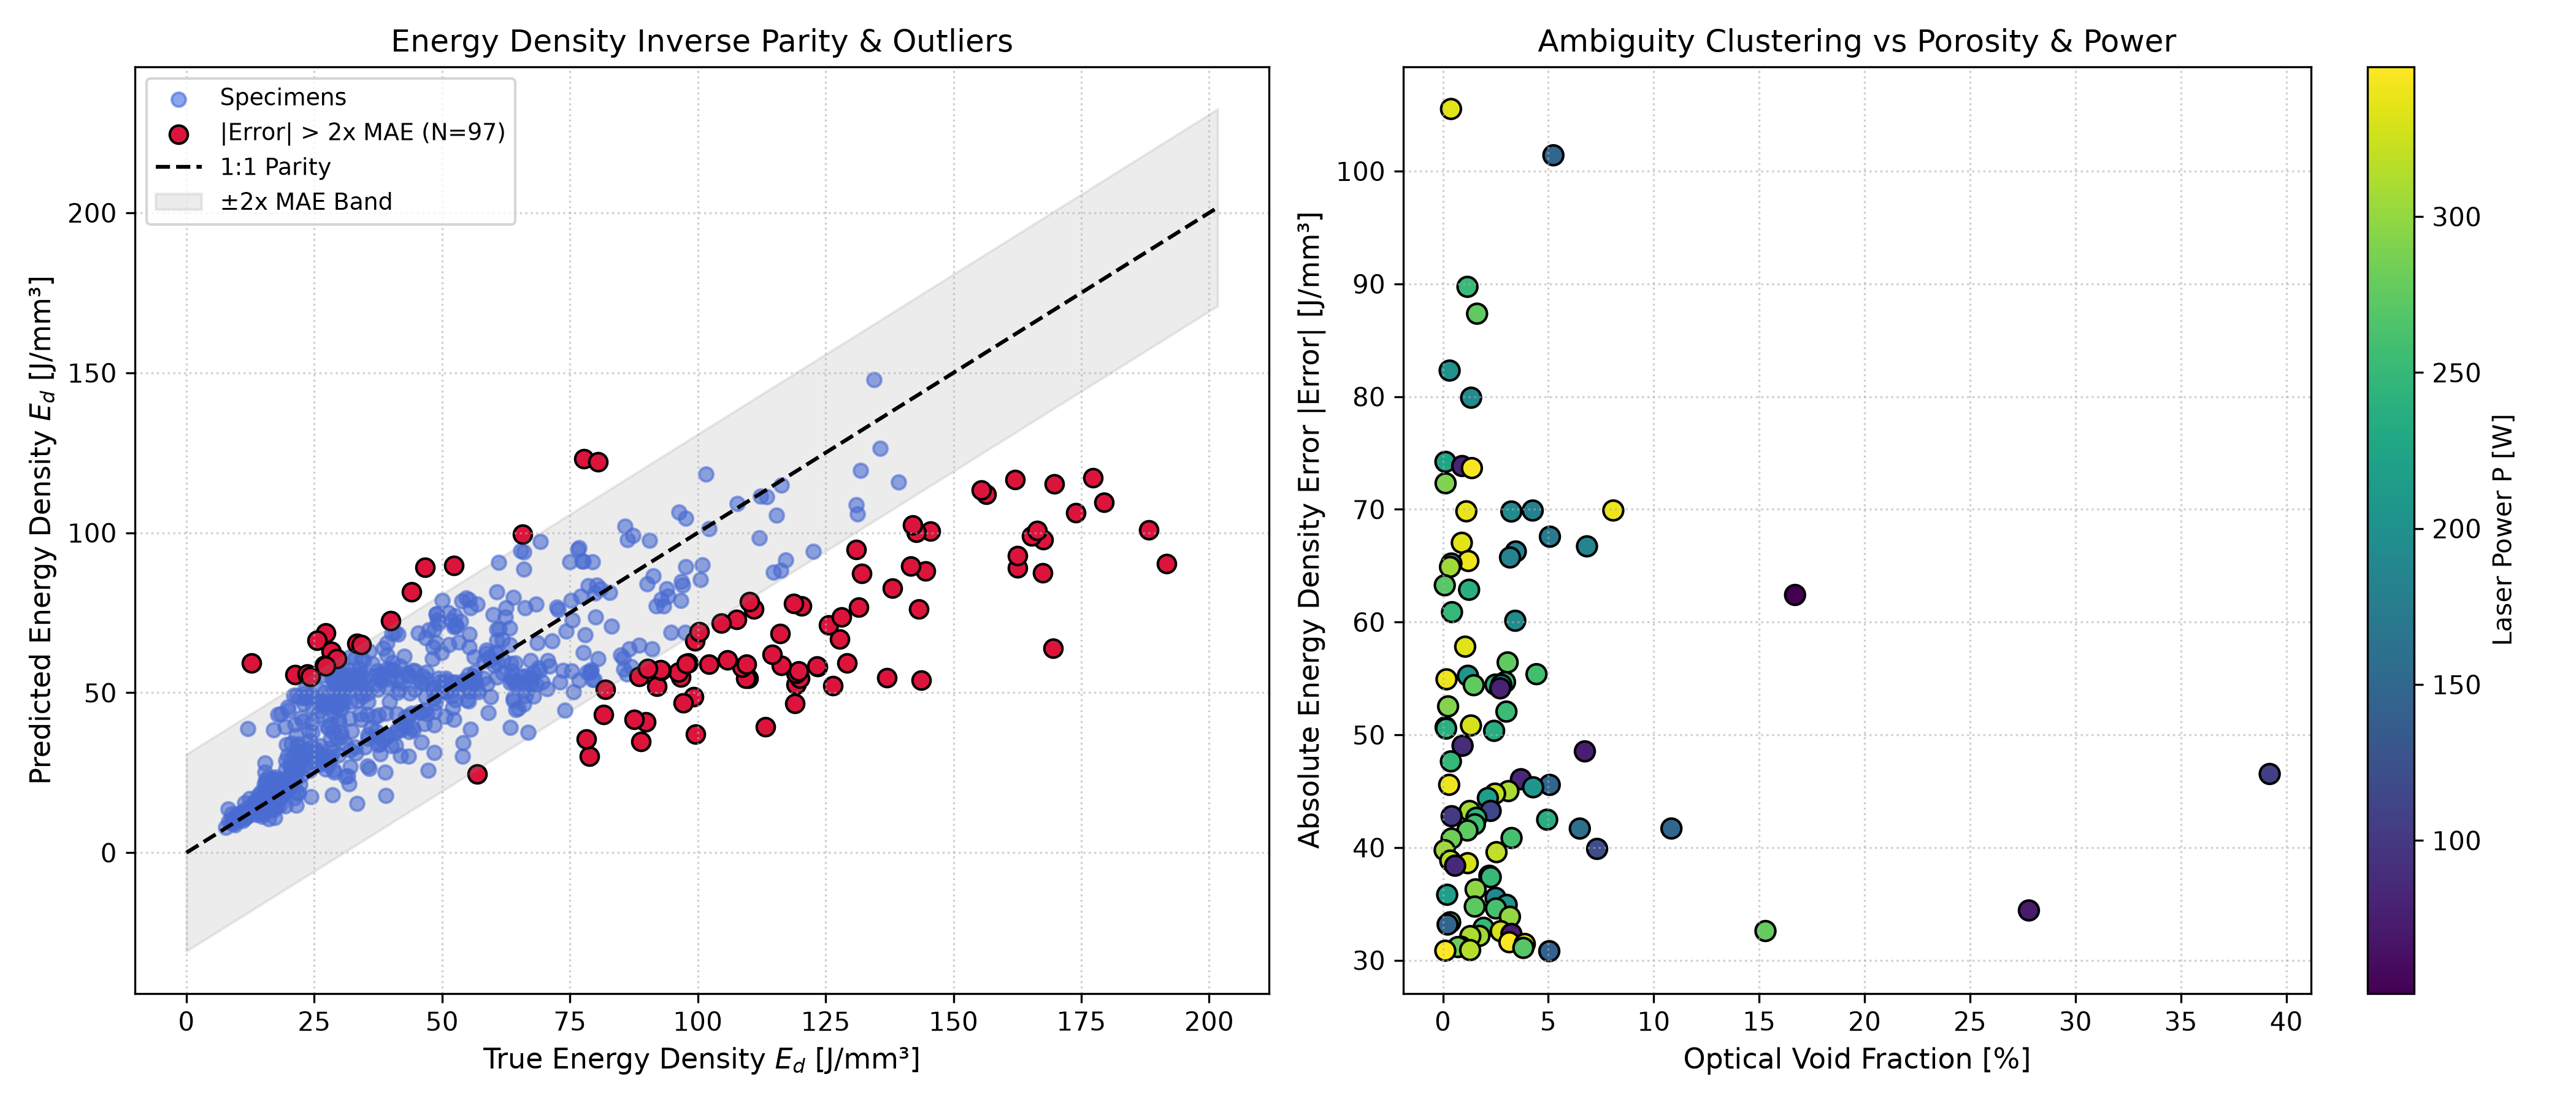 Energy Density Inverse Parity & Outliers
Specimens
|Error| > 2x MAE (N=97)
1:1 Parity
±2x MAE Band
Predicted Energy Density E_d [J/mm³]
200
150
100
50
0
0 25 50 75 100 125 150 175 200
True Energy Density E_d [J/mm³]
Ambiguity Clustering vs Porosity & Power
Absolute Energy Density Error |Error| [J/mm³]
100
90
80
70
60
50
40
30
0 5 10 15 20 25 30 35 40
Optical Void Fraction [%]
300
250
200
150
100
Laser Power P [W]